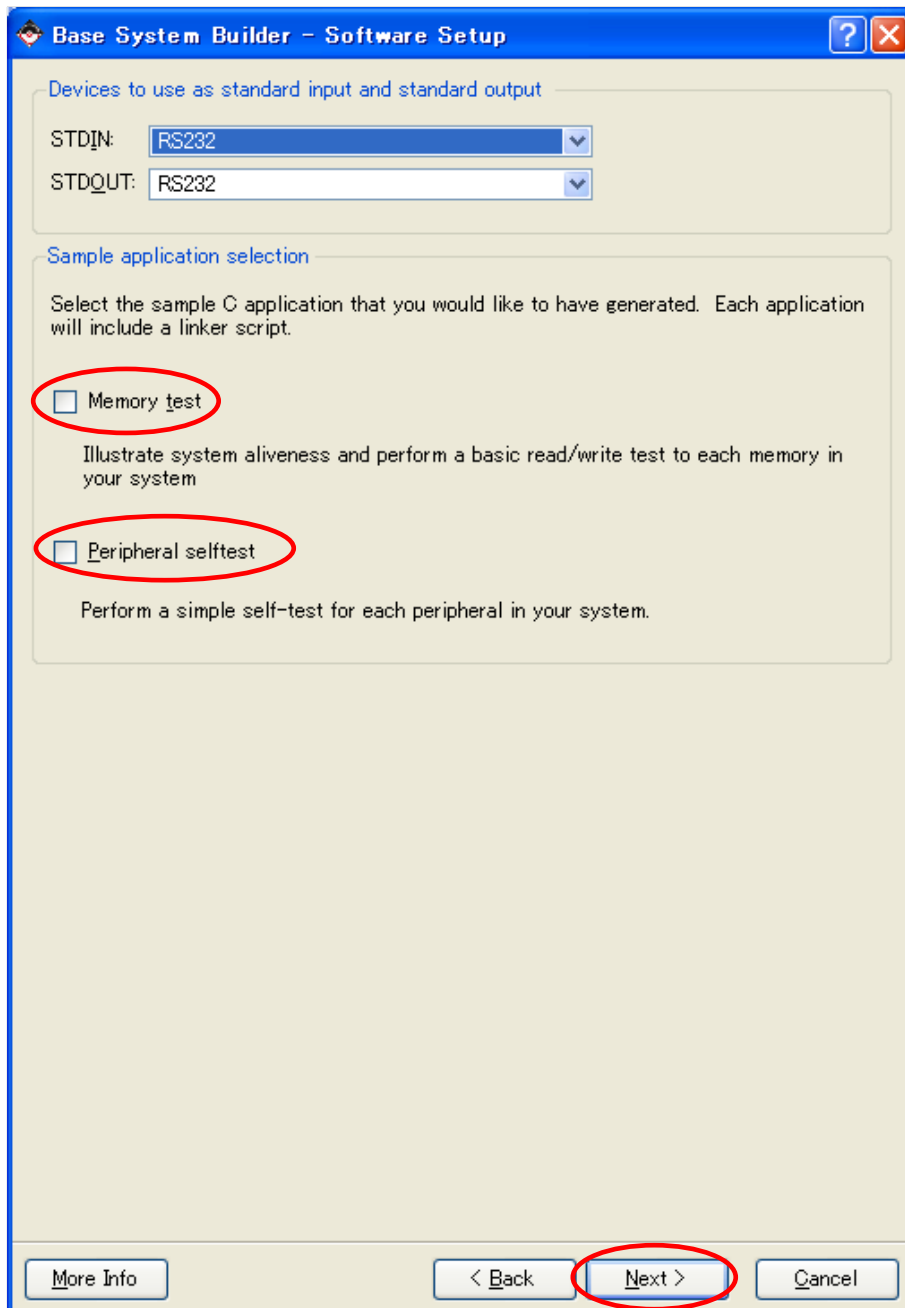 Base System Builder - Software Setup
Devices to use as standard input and standard output
STDIN: RS232
STDOUT: RS232
Sample application selection
Select the sample C application that you would like to have generated. Each application
will include a linker script.
Memory test
Illustrate system aliveness and perform a basic read/write test to each memory in
your system
Peripheral selftest
Perform a simple self-test for each peripheral in your system.
More Info
< Back
Next >
Cancel